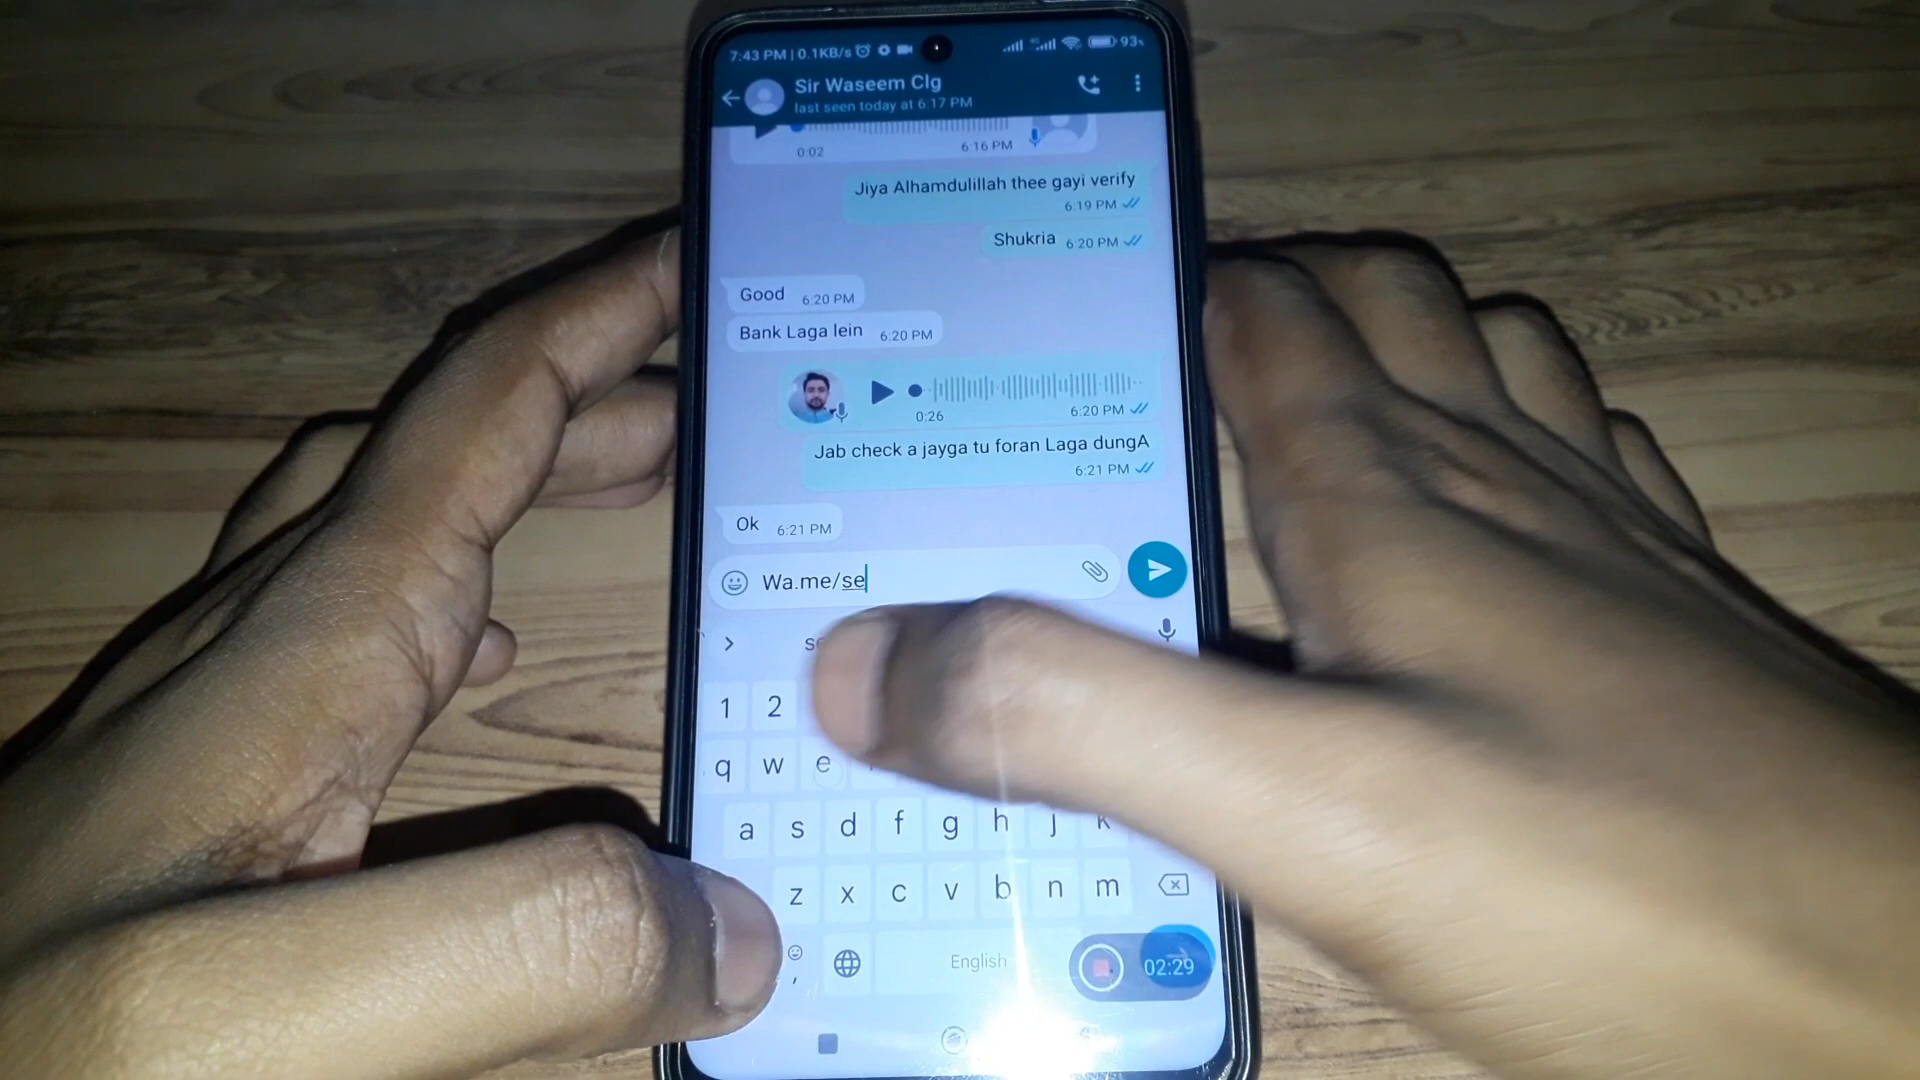 7:43 PM | 0.1KB/s 93%
Sir Waseem Clg
last seen today at 6:17 PM
0:02 6:16 PM
Jiya Alhamdulillah thee gayi verify
6:19 PM
Shukria 6:20 PM
Good 6:20 PM
Bank Laga lein 6:20 PM
0:26 6:20 PM
Jab check a jayga tu foran Laga dungA
6:21 PM
Ok 6:21 PM
Wa.me/se
1 2
q w e
a s d f g h j k
z x c v b n m
, English 02:29